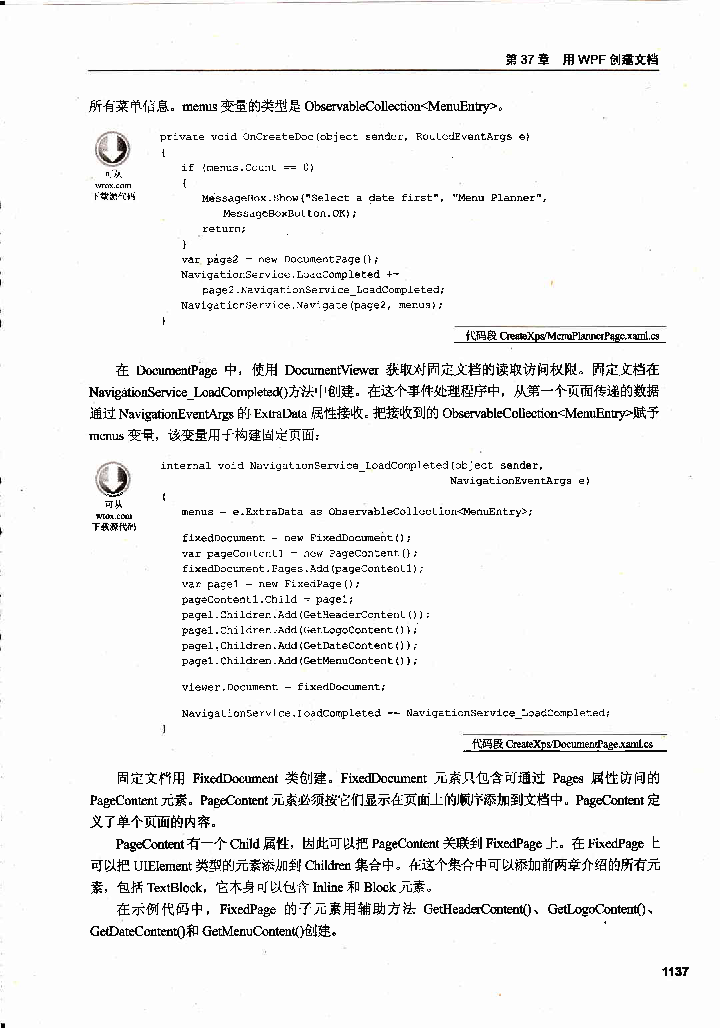 第 37 章 用 WPF 创建文档
所有菜单信息。menus 变量的类型是 ObservableCollection<MenuEntry>。
可从
wrox.com
下载源代码
private void OnCreateDoc(object sender, RoutedEventArgs e)
{
if (menus.Count == 0)
{
MessageBox.Show("Select a date first", "Menu Planner",
MessageBoxButton.OK);
return;
}
var page2 = new DocumentPage();
NavigationService.LoadCompleted +=
page2.NavigationService_LoadCompleted;
NavigationService.Navigate(page2, menus);
}
代码段 CreateXps/MenuPlannerPage.xaml.cs
在 DocumentPage 中，使用 DocumentViewer 获取对固定文档的读取访问权限。固定文档在
NavigationService_LoadCompleted()方法中创建。在这个事件处理程序中，从第一个页面传递的数据
通过 NavigationEventArgs 的 ExtraData 属性接收。把接收到的 ObservableCollection<MenuEntry>赋予
menus 变量，该变量用于构建固定页面：
可从
wrox.com
下载源代码
internal void NavigationService_LoadCompleted(object sender,
NavigationEventArgs e)
{
menus = e.ExtraData as ObservableCollection<MenuEntry>;
fixedDocument = new FixedDocument();
var pageContent1 = new PageContent();
fixedDocument.Pages.Add(pageContent1);
var page1 = new FixedPage();
pageContent1.Child = page1;
page1.Children.Add(GetHeaderContent());
page1.Children.Add(GetLogoContent());
page1.Children.Add(GetDateContent());
page1.Children.Add(GetMenuContent());
viewer.Document = fixedDocument;
NavigationService.LoadCompleted -= NavigationService_LoadCompleted;
}
代码段 CreateXps/DocumentPage.xaml.cs
固定文档用 FixedDocument 类创建。FixedDocument 元素只包含可通过 Pages 属性访问的
PageContent 元素。PageContent 元素必须按它们显示在页面上的顺序添加到文档中。PageContent 定
义了单个页面的内容。
PageContent 有一个 Child 属性，因此可以把 PageContent 关联到 FixedPage 上。在 FixedPage 上
可以把 UIElement 类型的元素添加到 Children 集合中。在这个集合中可以添加前两章介绍的所有元
素，包括 TextBlock，它本身可以包含 Inline 和 Block 元素。
在示例代码中，FixedPage 的子元素用辅助方法 GetHeaderContent()、GetLogoContent()、
GetDateContent()和 GetMenuContent()创建。
1137